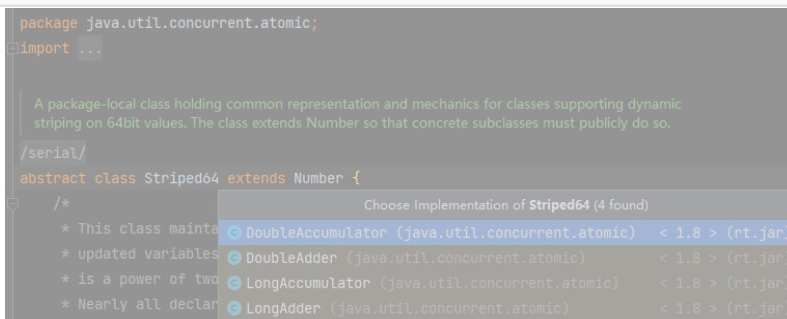 package java.util.concurrent.atomic;
import ...
A package-local class holding common representation and mechanics for classes supporting dynamic
striping on 64bit values. The class extends Number so that concrete subclasses must publicly do so.
/serial/
abstract class Striped64 extends Number {
/*
Choose Implementation of Striped64 (4 found)
* This class mainta
DoubleAccumulator (java.util.concurrent.atomic) < 1.8 > (rt.jar)
* updated variables
DoubleAdder (java.util.concurrent.atomic) < 1.8 > (rt.jar)
* is a power of two
LongAccumulator (java.util.concurrent.atomic) < 1.8 > (rt.jar)
* Nearly all declar
LongAdder (java.util.concurrent.atomic) < 1.8 > (rt.jar)